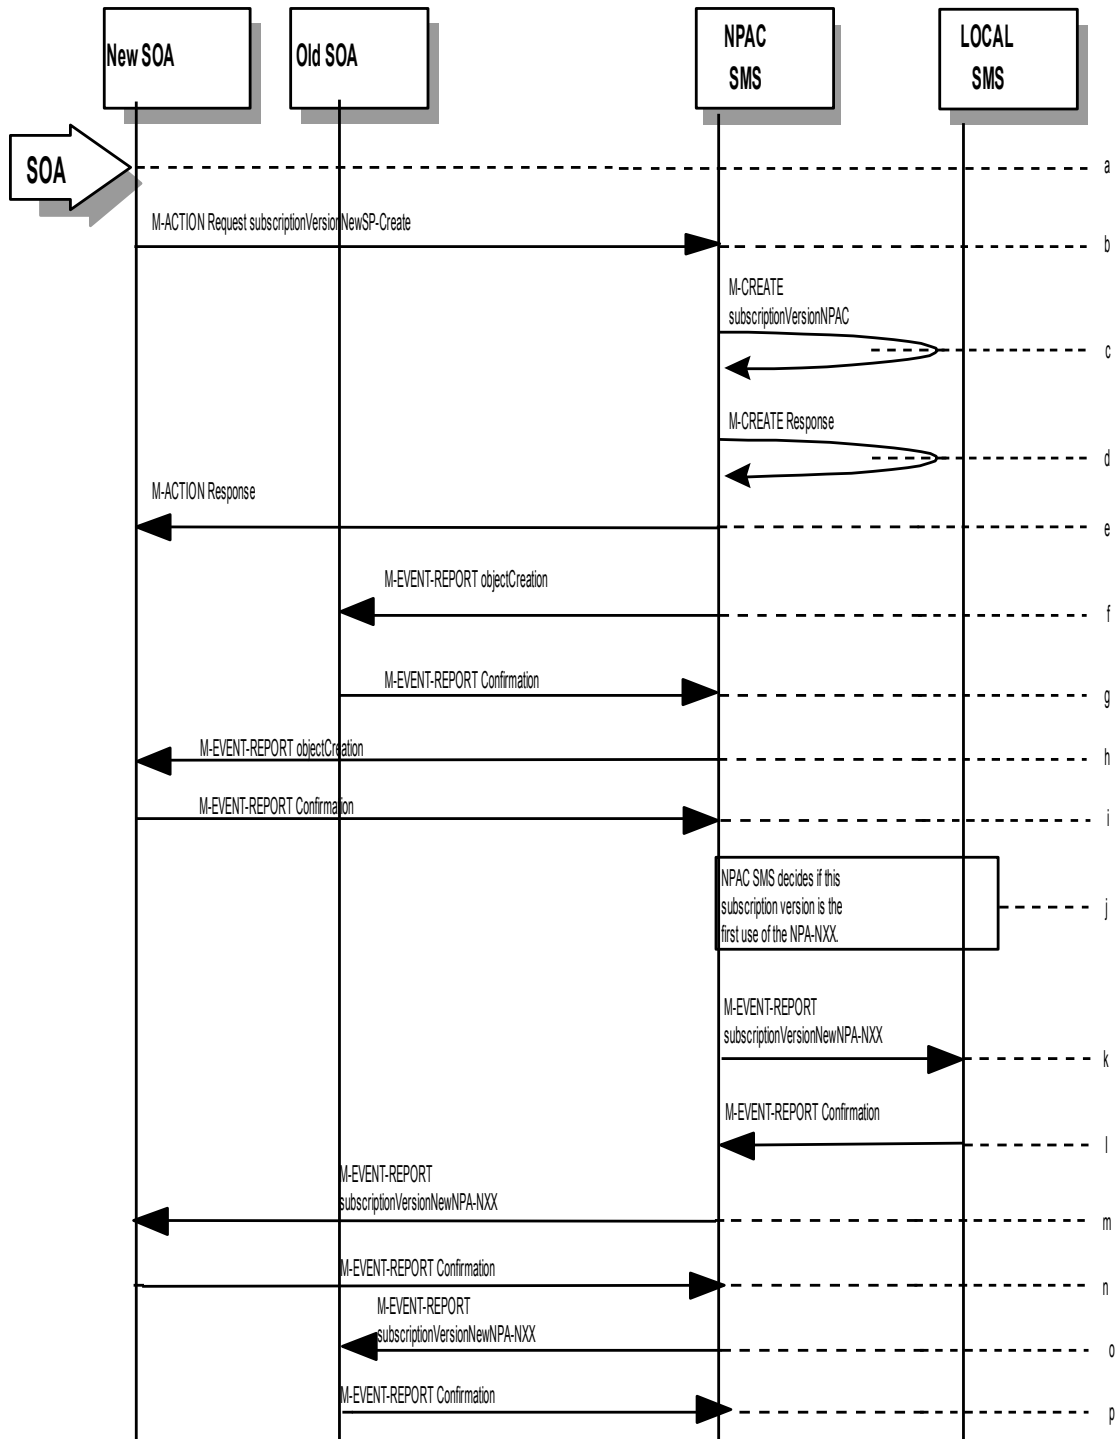 New SOA
Old SOA
NPAC
SMS
LOCAL
SMS
SOA
a
M-ACTION Request subscriptionVersionNewSP-Create
b
M-CREATE
subscriptionVersionNPAC
c
M-CREATE Response
d
M-ACTION Response
e
M-EVENT-REPORT objectCreation
f
M-EVENT-REPORT Confirmation
g
M-EVENT-REPORT objectCreation
h
M-EVENT-REPORT Confirmation
i
NPAC SMS decides if this
subscription version is the
first use of the NPA-NXX.
j
M-EVENT-REPORT
subscriptionVersionNewNPA-NXX
k
M-EVENT-REPORT Confirmation
l
M-EVENT-REPORT
subscriptionVersionNewNPA-NXX
m
M-EVENT-REPORT Confirmation
n
M-EVENT-REPORT
subscriptionVersionNewNPA-NXX
o
M-EVENT-REPORT Confirmation
p